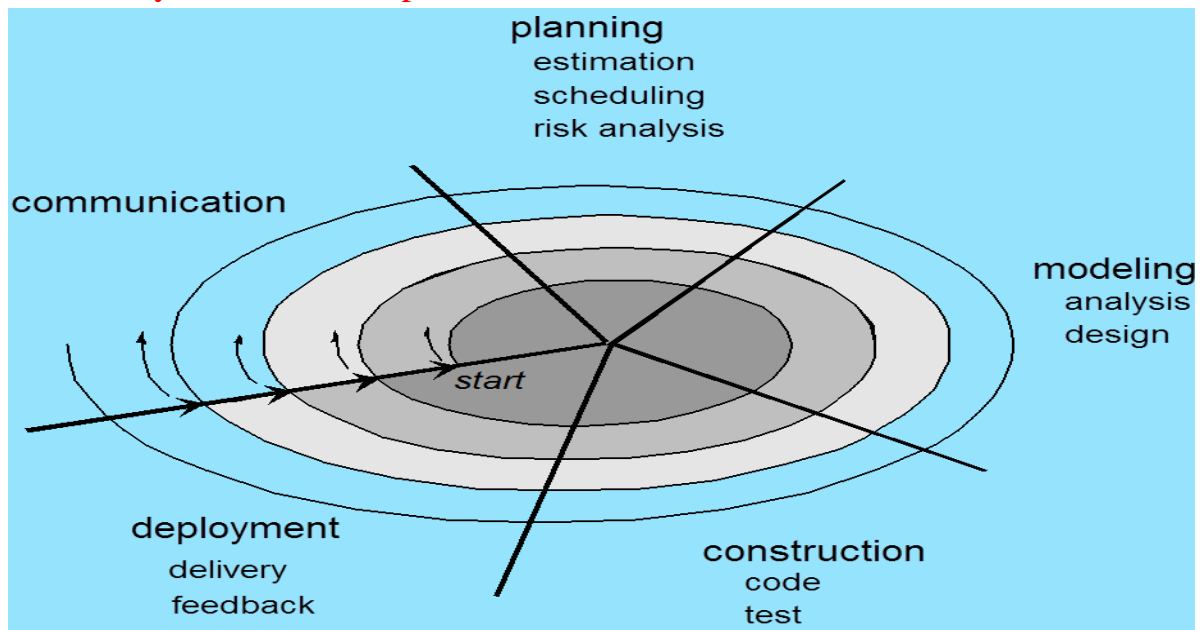 planning
estimation
scheduling
risk analysis
communication
modeling
analysis
design
start
deployment
delivery
feedback
construction
code
test